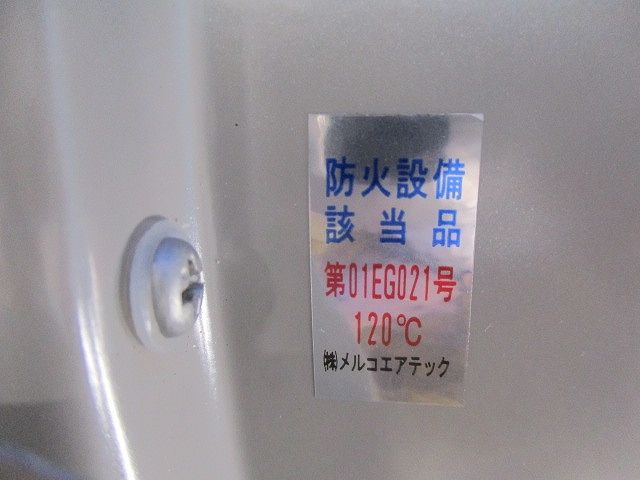 防火設備
該当品
第01EG021号
120℃
㈱メルコエアテック